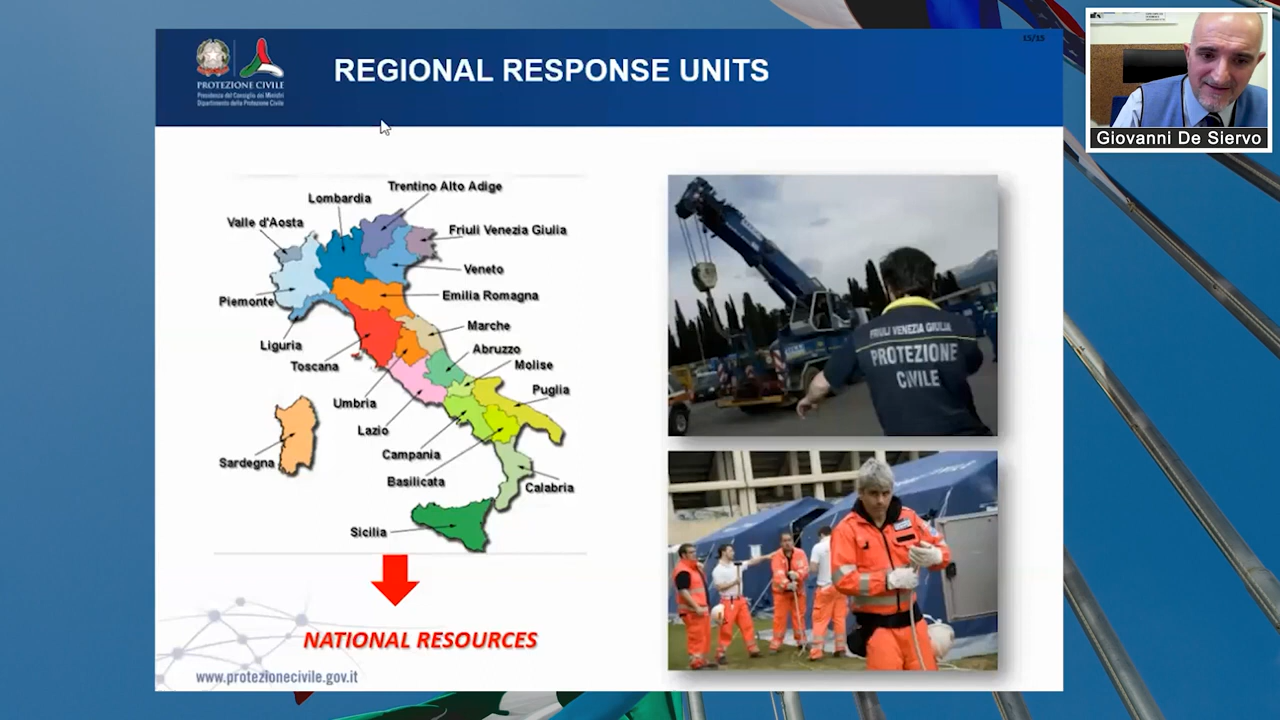 15/15
PROTEZIONE CIVILE
Presidenza del Consiglio dei Ministri
Dipartimento della Protezione Civile
REGIONAL RESPONSE UNITS
Giovanni De Siervo
Trentino Alto Adige
Lombardia
Valle d'Aosta
Friuli Venezia Giulia
Veneto
Piemonte
Emilia Romagna
Marche
Liguria
Abruzzo
Toscana
Molise
Puglia
Umbria
Lazio
Campania
Sardegna
Basilicata
Calabria
Sicilia
NATIONAL RESOURCES
www.protezionecivile.gov.it
FRIULI VENEZIA GIULIA
PROTEZIONE
CIVILE